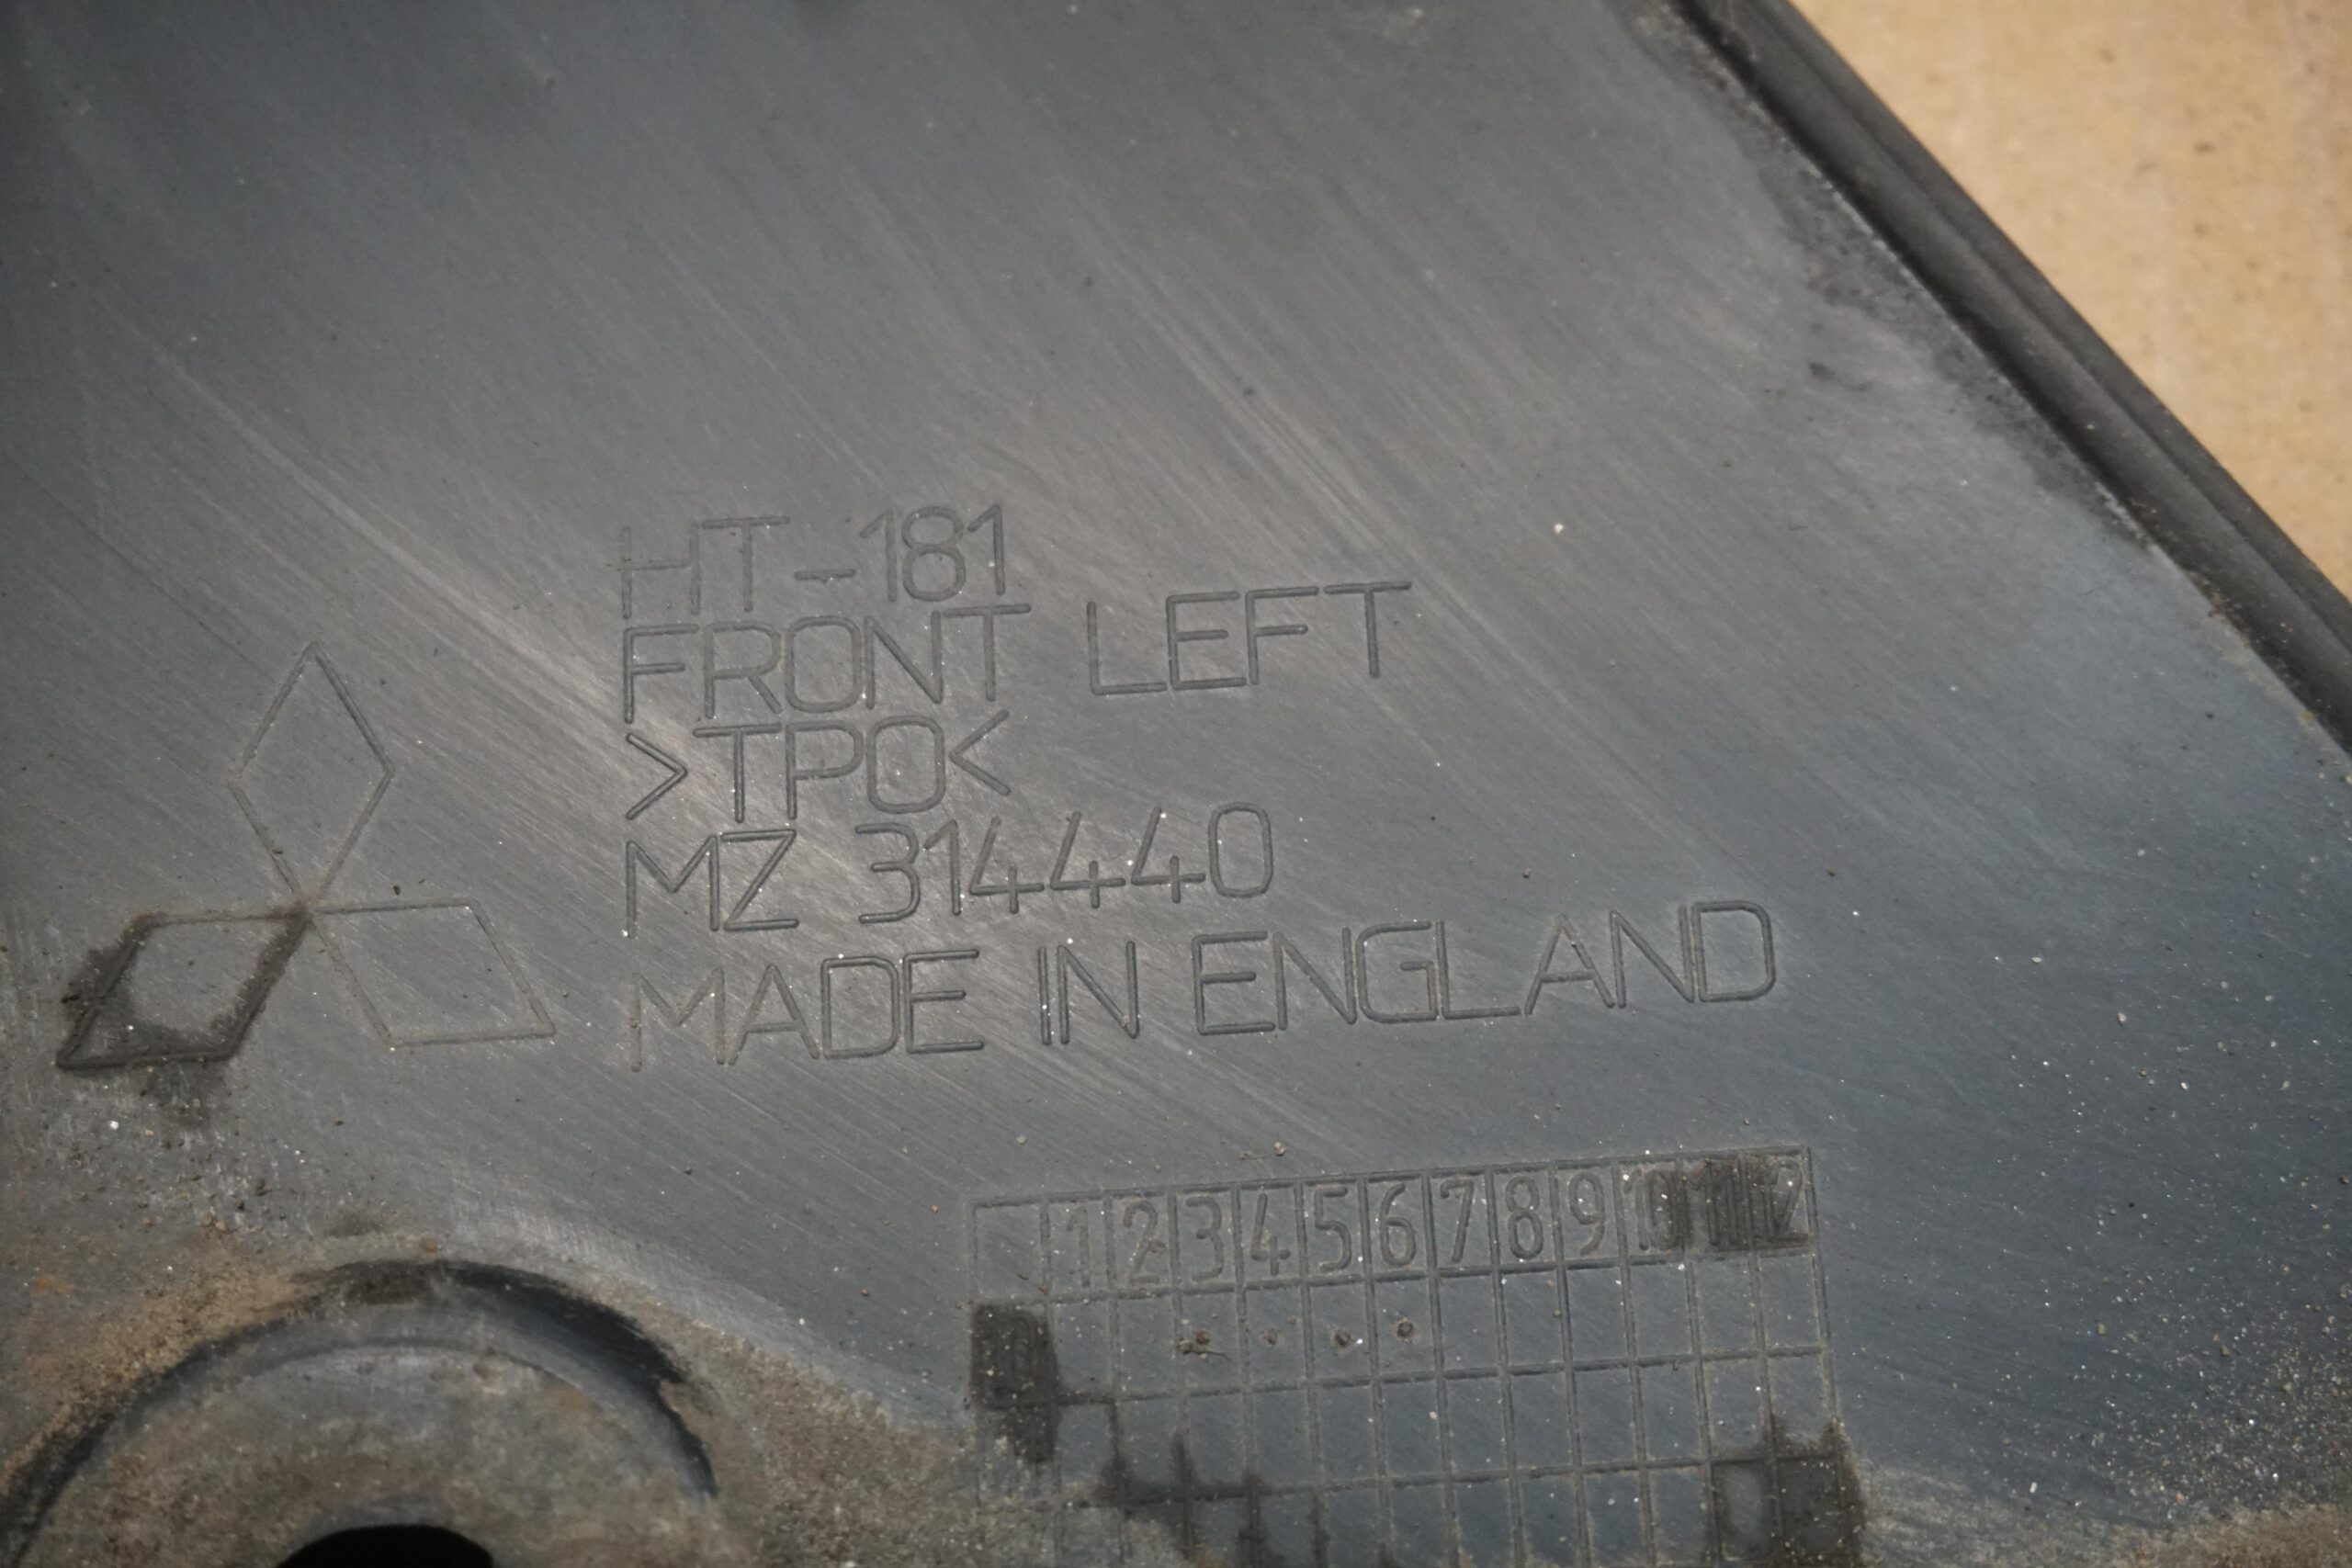 HT-181
FRONT LEFT
>TPO<
MZ 314440
MADE IN ENGLAND
1 2 3 4 5 6 7 8 9 10 11 12